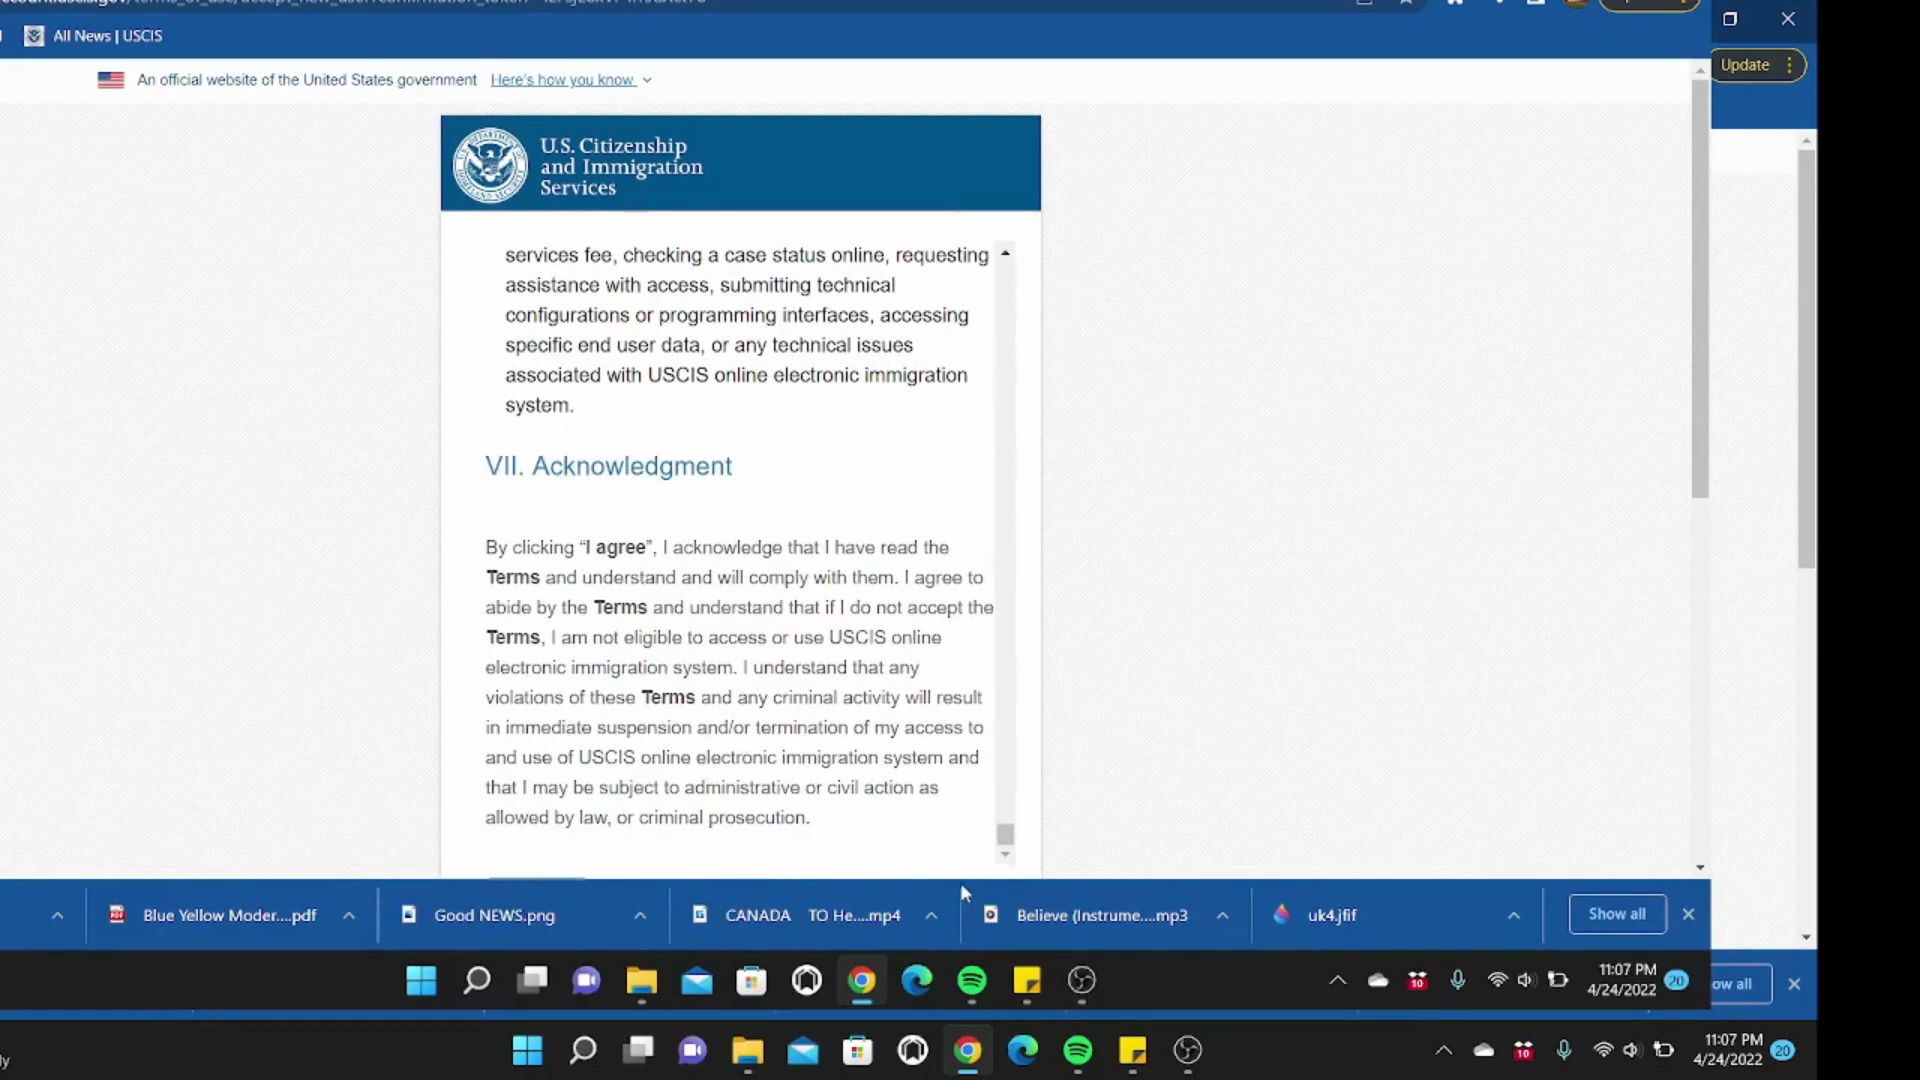 All News | USCIS
Update
An official website of the United States government Here's how you know
U.S. Citizenship
and Immigration
Services
services fee, checking a case status online, requesting
assistance with access, submitting technical
configurations or programming interfaces, accessing
specific end user data, or any technical issues
associated with USCIS online electronic immigration
system.
VII. Acknowledgment
By clicking “I agree”, I acknowledge that I have read the
Terms and understand and will comply with them. I agree to
abide by the Terms and understand that if I do not accept the
Terms, I am not eligible to access or use USCIS online
electronic immigration system. I understand that any
violations of these Terms and any criminal activity will result
in immediate suspension and/or termination of my access to
and use of USCIS online electronic immigration system and
that I may be subject to administrative or civil action as
allowed by law, or criminal prosecution.
Blue Yellow Moder....pdf
Good NEWS.png
CANADA TO He....mp4
Believe (Instrume....mp3
uk4.jfif
Show all
10
11:07 PM
4/24/2022
20
ow all
10
11:07 PM
4/24/2022
20